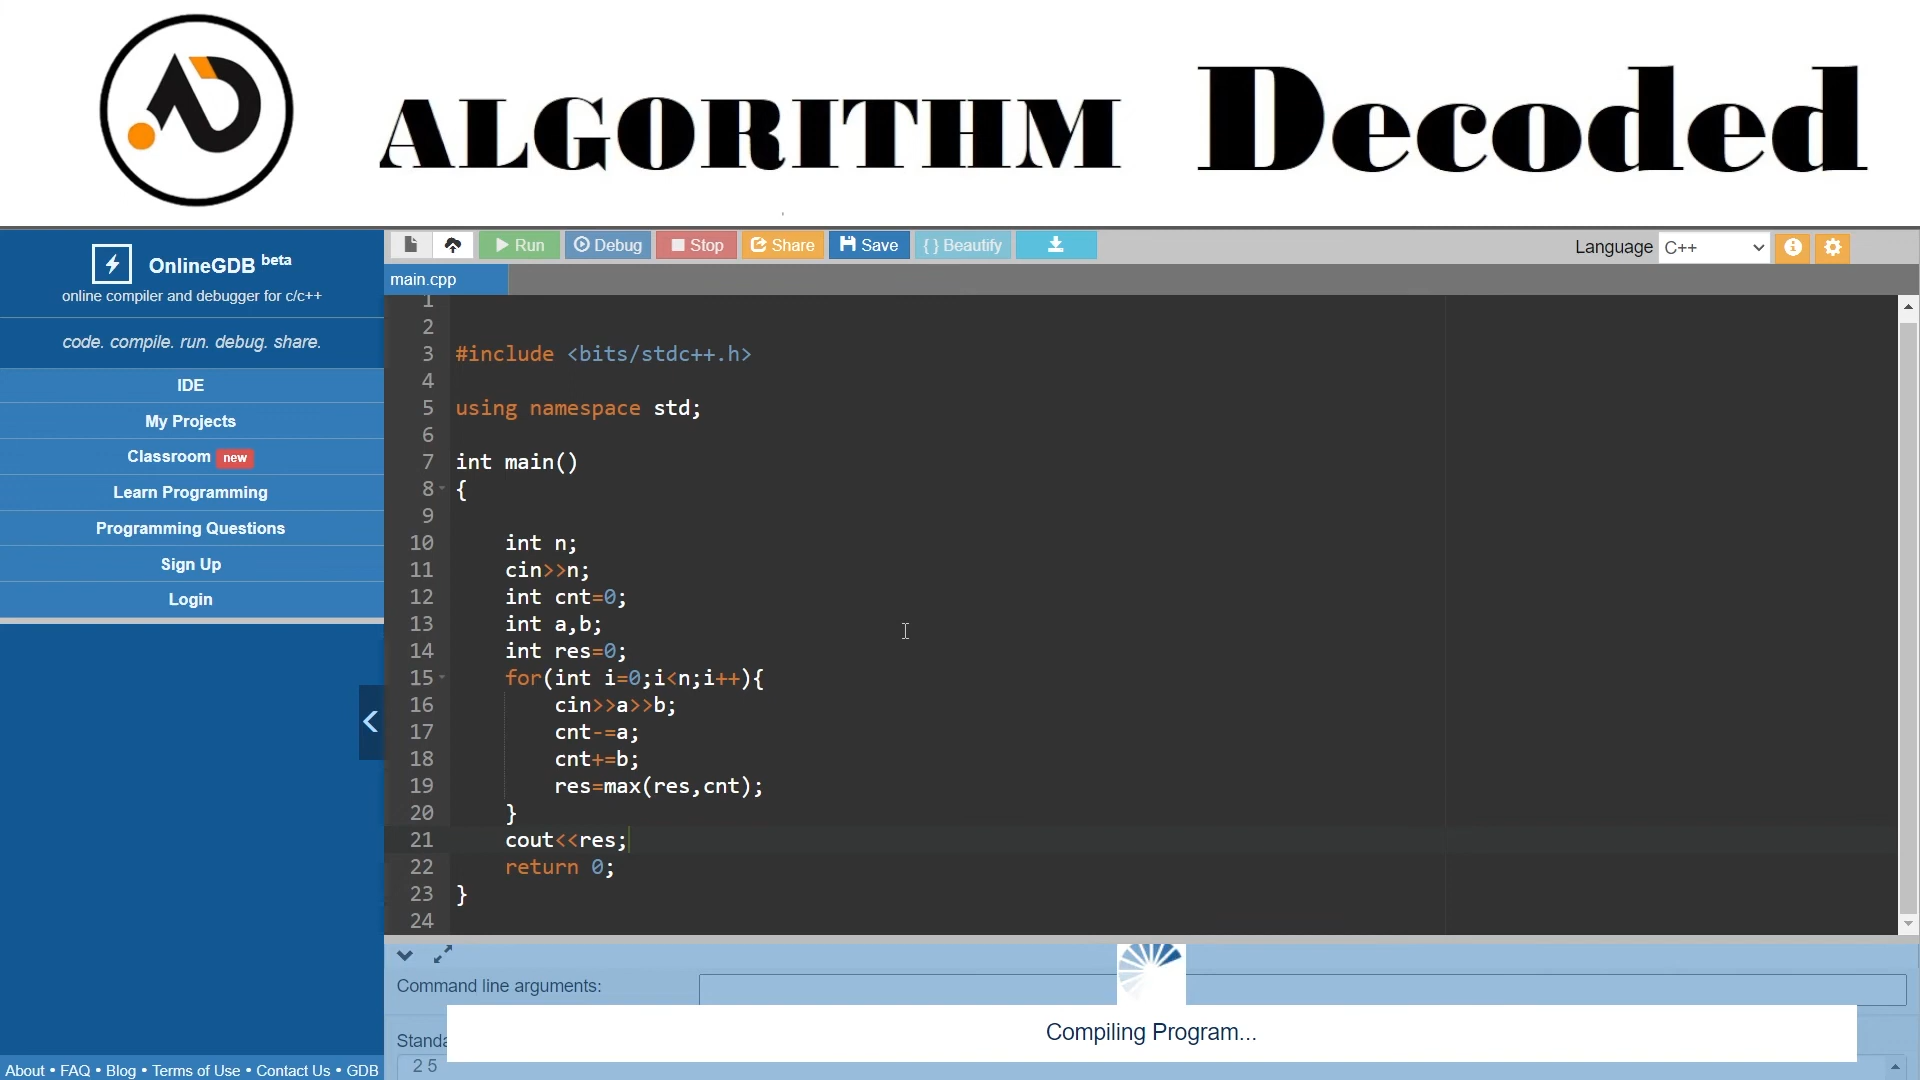 ALGORITHM Decoded
OnlineGDB beta
online compiler and debugger for c/c++
code. compile. run. debug. share.
IDE
My Projects
Classroom new
Learn Programming
Programming Questions
Sign Up
Login
About • FAQ • Blog • Terms of Use • Contact Us • GDB
Run Debug Stop Share Save {} Beautify
Language C++
main.cpp
1
2
3 #include <bits/stdc++.h>
4
5 using namespace std;
6
7 int main()
8 {
9
10 int n;
11 cin>>n;
12 int cnt=0;
13 int a,b;
14 int res=0;
15 for(int i=0;i<n;i++){
16 cin>>a>>b;
17 cnt-=a;
18 cnt+=b;
19 res=max(res,cnt);
20 }
21 cout<<res;
22 return 0;
23 }
24
Command line arguments:
Compiling Program...
2 5